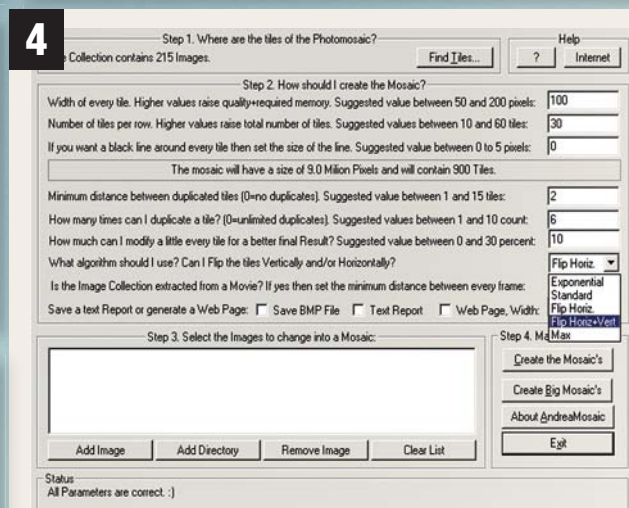 4
Step 1. Where are the tiles of the Photomosaic?
Collection contains 215 Images.
Find Tiles...
Help
?
Internet
Step 2. How should I create the Mosaic?
Width of every tile. Higher values raise quality+required memory. Suggested value between 50 and 200 pixels:
100
Number of tiles per row. Higher values raise total number of tiles. Suggested value between 10 and 60 tiles:
30
If you want a black line around every tile then set the size of the line. Suggested value between 0 to 5 pixels:
0
The mosaic will have a size of 9.0 Milion Pixels and will contain 900 Tiles.
Minimum distance between duplicated tiles (0=no duplicates). Suggested value between 1 and 15 tiles:
2
How many times can I duplicate a tile? (0=unlimited duplicates). Suggested values between 1 and 10 count:
6
How much can I modify a little every tile for a better final Result? Suggested value between 0 and 30 percent:
10
What algorithm should I use? Can I Flip the tiles Vertically and/or Horizontally?
Flip Horiz.
Exponential
Standard
Flip Horiz.
Flip Horiz+Vert
Max
Is the Image Collection extracted from a Movie? If yes then set the minimum distance between every frame:
Save a text Report or generate a Web Page:
Save BMP File
Text Report
Web Page, Width:
Step 3. Select the Images to change into a Mosaic:
Add Image
Add Directory
Remove Image
Clear List
Step 4.
Create the Mosaic's
Create Big Mosaic's
About AndreaMosaic
Exit
Status
All Parameters are correct. :)